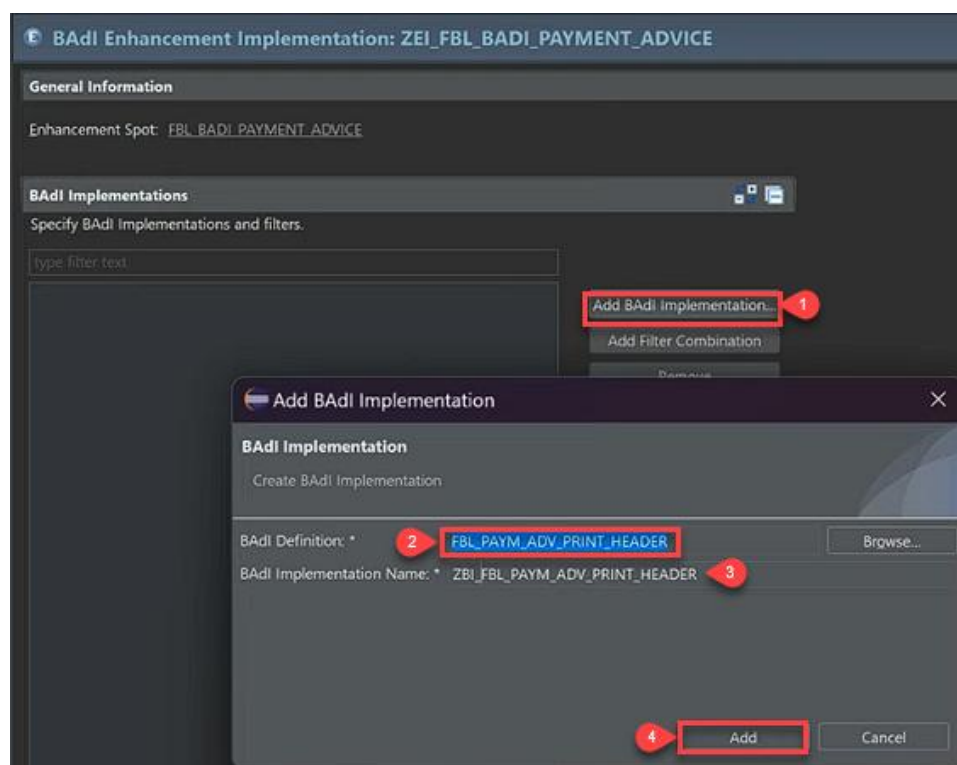 BAdI Enhancement Implementation: ZEI_FBL_BADI_PAYMENT_ADVICE
General Information
Enhancement Spot: FBL_BADI_PAYMENT_ADVICE
BAdI Implementations
Specify BAdI Implementations and filters.
type filter text
Add BAdI Implementation... 1
Add Filter Combination
Remove
Add BAdI Implementation
BAdI Implementation
Create BAdI Implementation
BAdI Definition: * 2 FBL_PAYM_ADV_PRINT_HEADER Browse...
BAdI Implementation Name: * ZBI_FBL_PAYM_ADV_PRINT_HEADER 3
4 Add Cancel